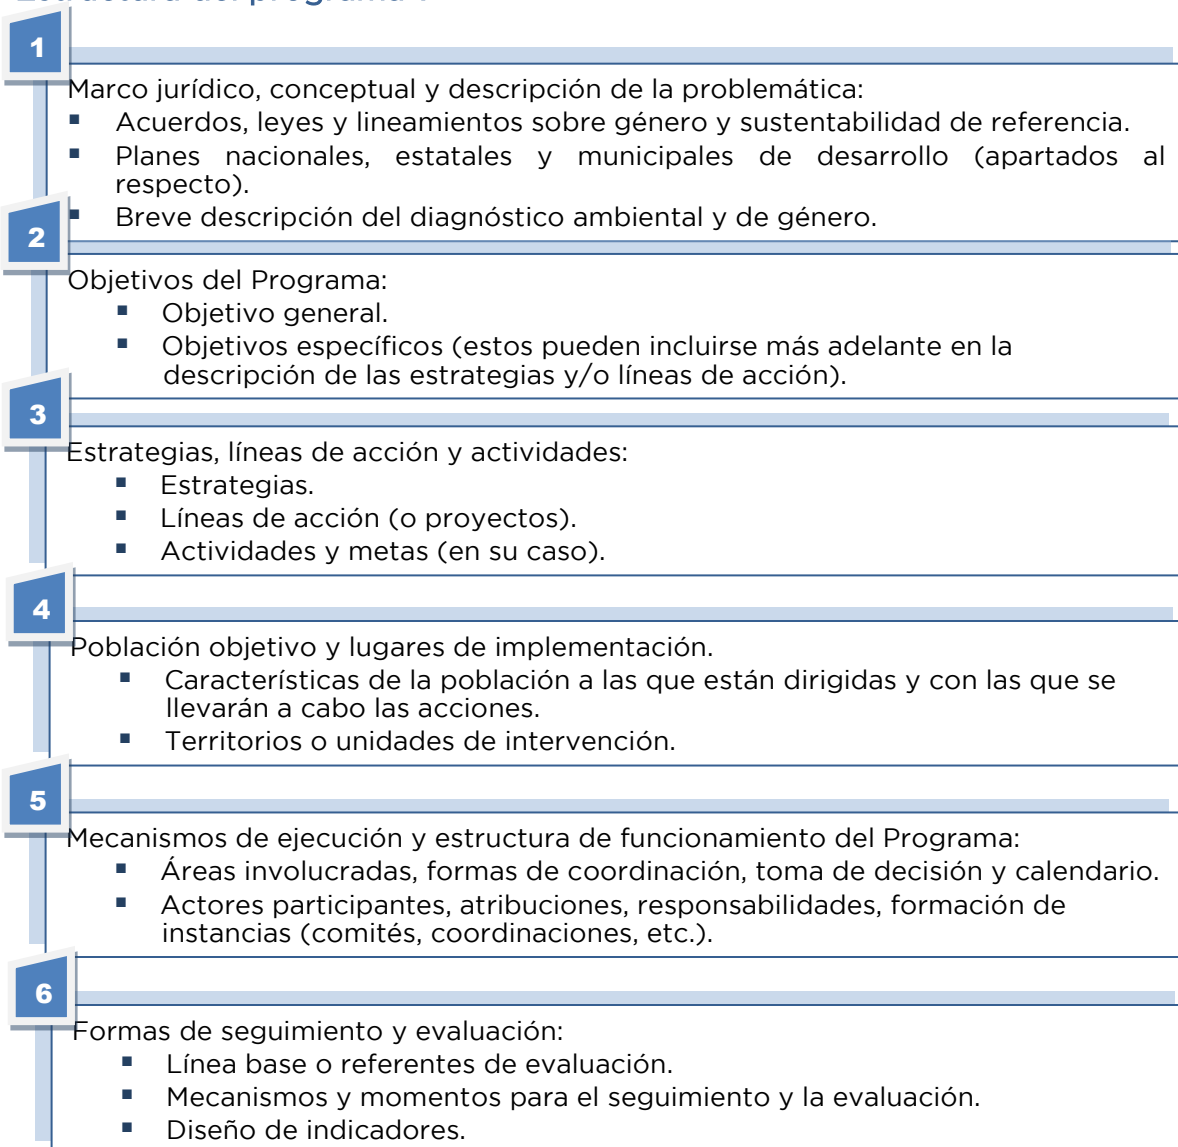 Estructura del programa
1
Marco jurídico, conceptual y descripción de la problemática:
▪ Acuerdos, leyes y lineamientos sobre género y sustentabilidad de referencia.
▪ Planes nacionales, estatales y municipales de desarrollo (apartados al
respecto).
▪ Breve descripción del diagnóstico ambiental y de género.
2
Objetivos del Programa:
▪ Objetivo general.
▪ Objetivos específicos (estos pueden incluirse más adelante en la
descripción de las estrategias y/o líneas de acción).
3
Estrategias, líneas de acción y actividades:
▪ Estrategias.
▪ Líneas de acción (o proyectos).
▪ Actividades y metas (en su caso).
4
Población objetivo y lugares de implementación.
▪ Características de la población a las que están dirigidas y con las que se
llevarán a cabo las acciones.
▪ Territorios o unidades de intervención.
5
Mecanismos de ejecución y estructura de funcionamiento del Programa:
▪ Áreas involucradas, formas de coordinación, toma de decisión y calendario.
▪ Actores participantes, atribuciones, responsabilidades, formación de
instancias (comités, coordinaciones, etc.).
6
Formas de seguimiento y evaluación:
▪ Línea base o referentes de evaluación.
▪ Mecanismos y momentos para el seguimiento y la evaluación.
▪ Diseño de indicadores.